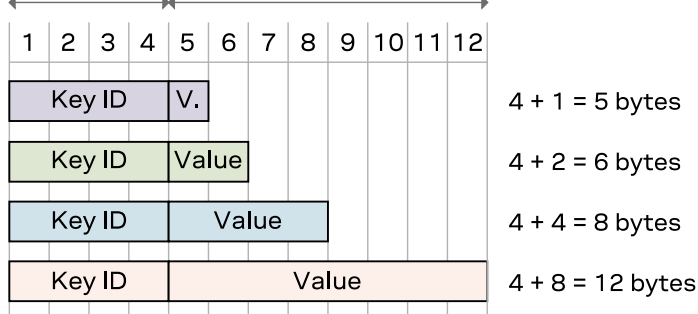 1 2 3 4 5 6 7 8 9 10 11 12
Key ID V. 4 + 1 = 5 bytes
Key ID Value 4 + 2 = 6 bytes
Key ID Value 4 + 4 = 8 bytes
Key ID Value 4 + 8 = 12 bytes